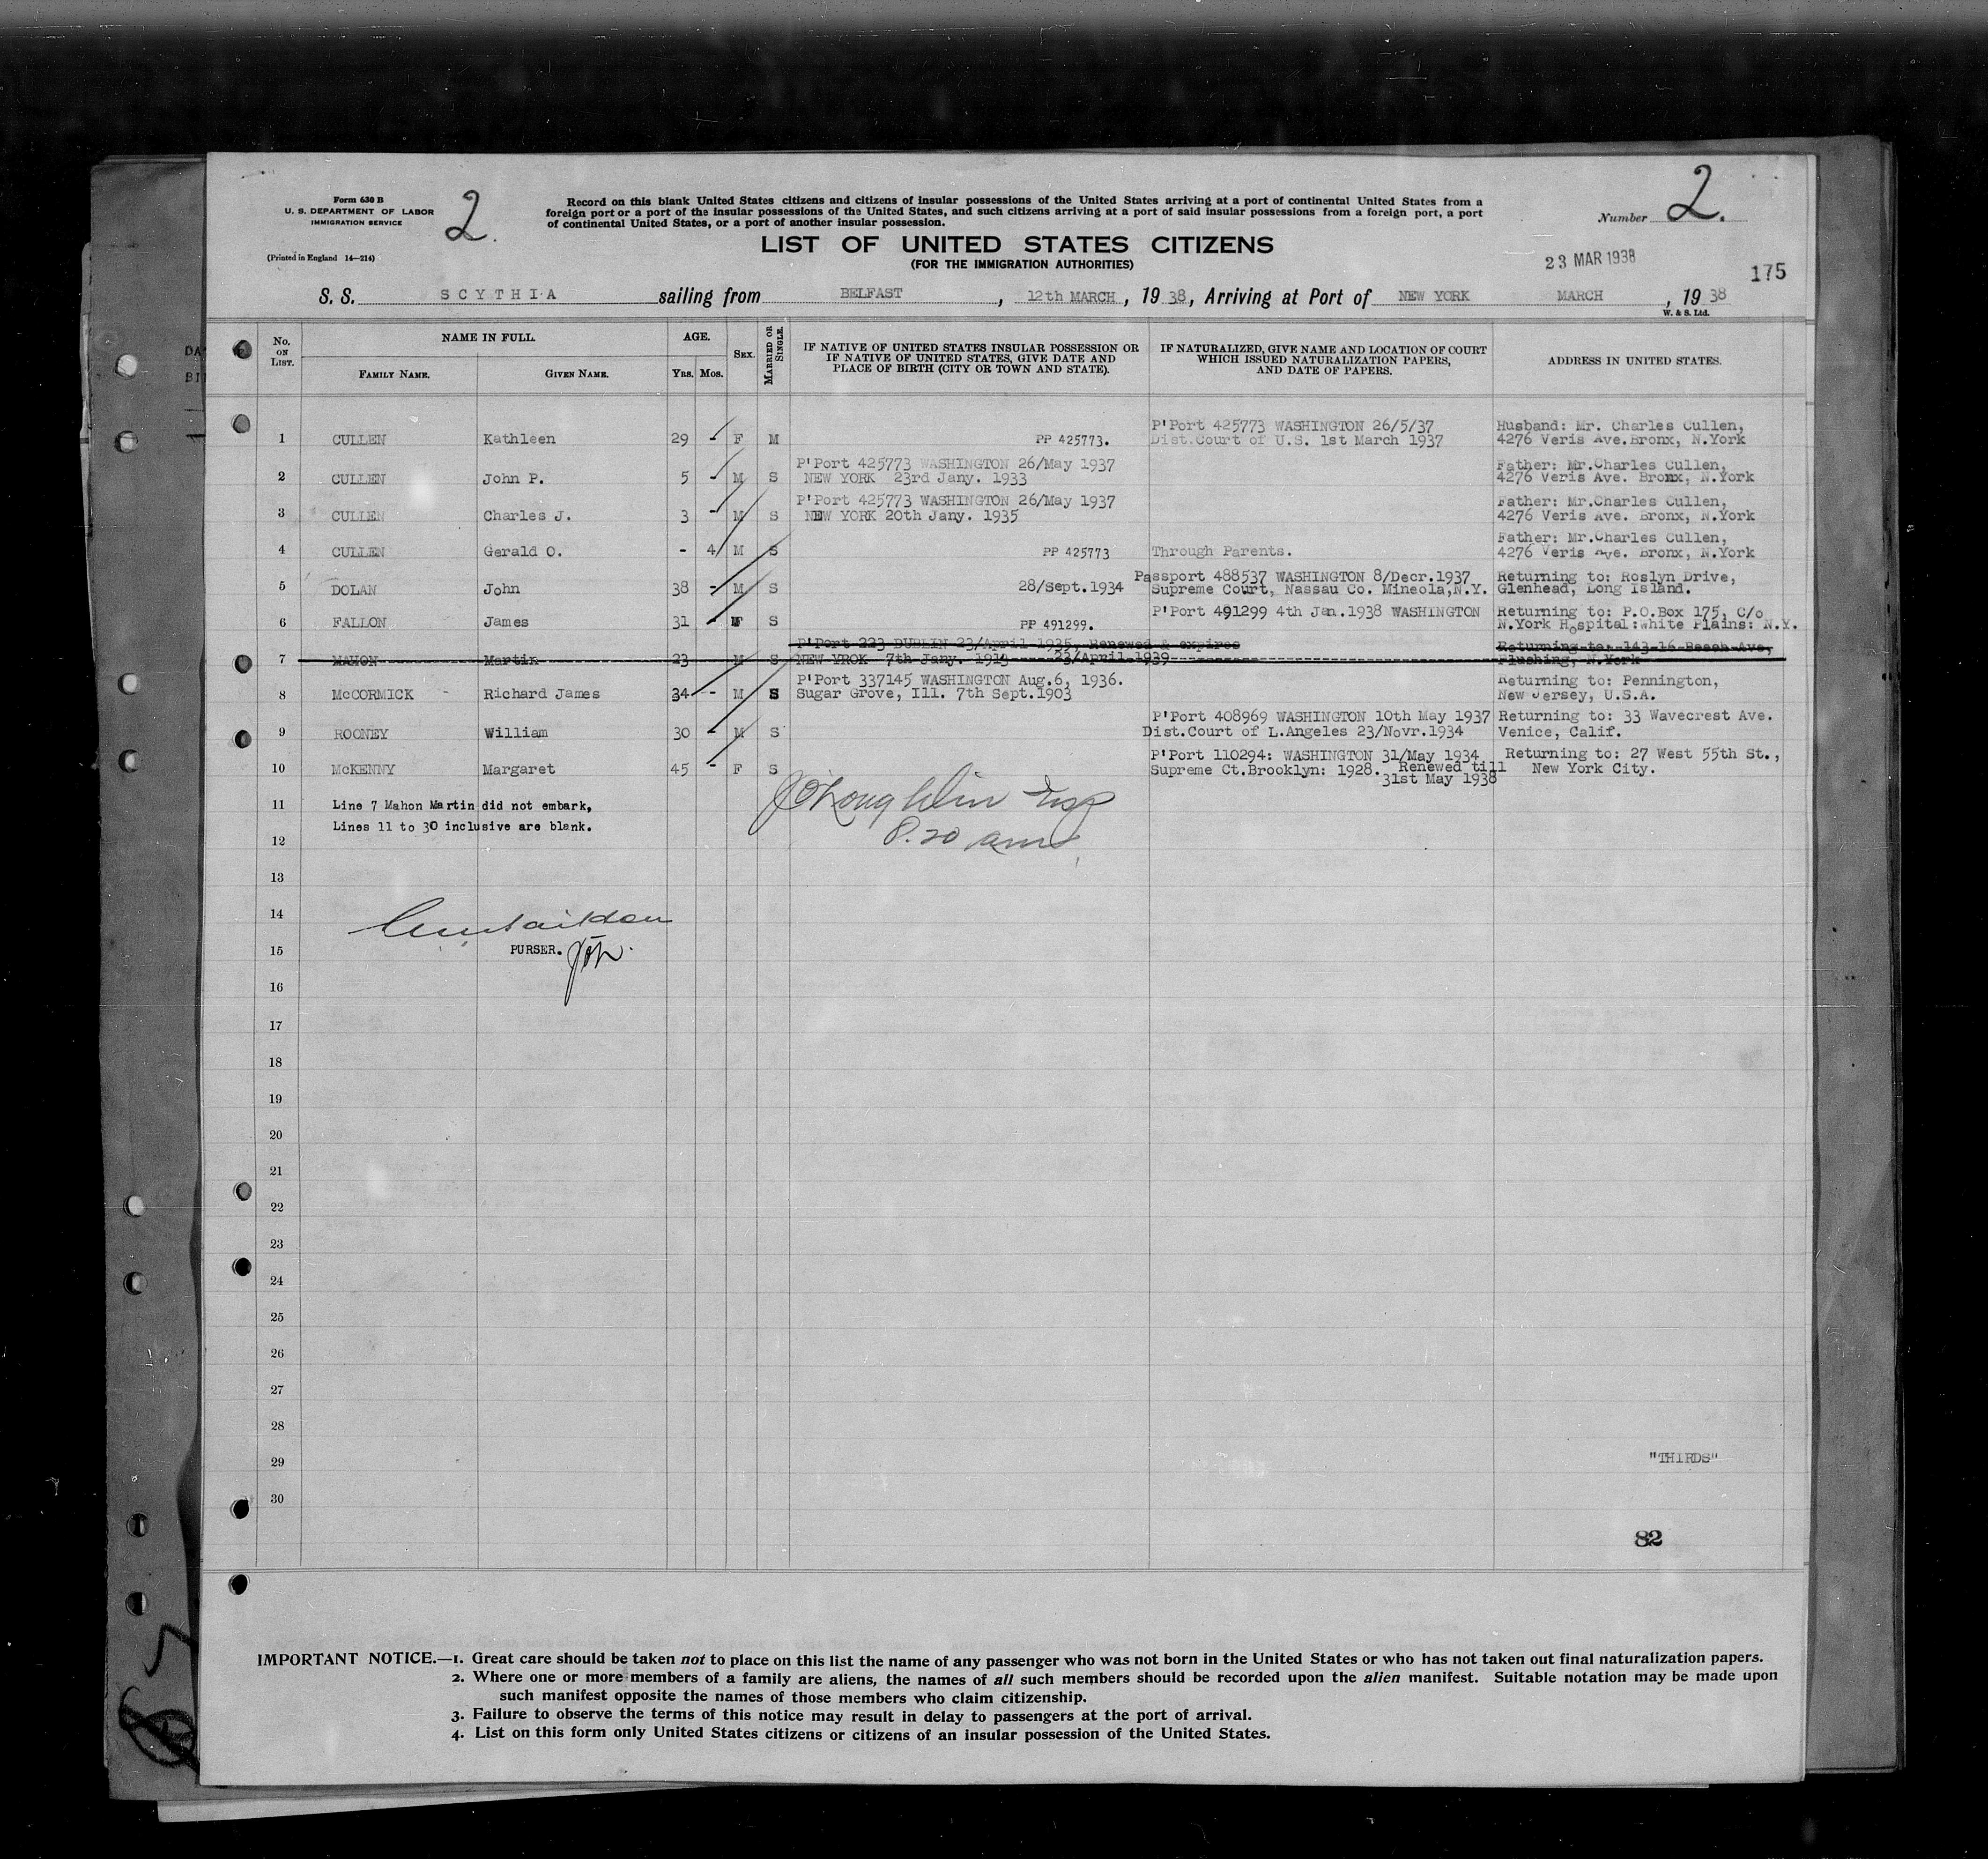 Form 630 B
U. S. DEPARTMENT OF LABOR
IMMIGRATION SERVICE
(Printed in England 14—214)
2.
Record on this blank United States citizens and citizens of insular possessions of the United States arriving at a port of continental United States from a
foreign port or a port of the insular possessions of the United States, and such citizens arriving at a port of said insular possessions from a foreign port, a port
of continental United States, or a port of another insular possession.
Number 2.
LIST OF UNITED STATES CITIZENS
(FOR THE IMMIGRATION AUTHORITIES)
23 MAR 1938
175
S. S. SCYTHIA sailing from BELFAST, 12th MARCH, 1938, Arriving at Port of NEW YORK MARCH, 1938
W. & S. Ltd.
No. ON LIST. NAME IN FULL. AGE. SEX. MARRIED OR SINGLE. IF NATIVE OF UNITED STATES INSULAR POSSESSION OR IF NATIVE OF UNITED STATES, GIVE DATE AND PLACE OF BIRTH (CITY OR TOWN AND STATE). IF NATURALIZED, GIVE NAME AND LOCATION OF COURT WHICH ISSUED NATURALIZATION PAPERS, AND DATE OF PAPERS. ADDRESS IN UNITED STATES.
FAMILY NAME. GIVEN NAME. YRS. MOS.
P'Port 425773 WASHINGTON 26/5/37 Husband: Mr. Charles Cullen,
1 CULLEN Kathleen 29 - F M PP 425773. Dist.Court of U.S. 1st March 1937 4276 Veris Ave.Bronx, N.York
P'Port 425773 WASHINGTON 26/May 1937 Father: Mr.Charles Cullen,
2 CULLEN John P. 5 - M S NEW YORK 23rd Jany. 1933 4276 Veris Ave. Bronx, N.York
P'Port 425773 WASHINGTON 26/May 1937 Father: Mr.Charles Cullen,
3 CULLEN Charles J. 3 - M S NEW YORK 20th Jany. 1935 4276 Veris Ave. Bronx, N.York
Father: Mr.Charles Cullen,
4 CULLEN Gerald O. - 4 M S PP 425773 Through Parents. 4276 Veris Ave. Bronx, N.York
Passport 488537 WASHINGTON 8/Decr.1937 Returning to: Roslyn Drive,
5 DOLAN John 38 - M S 28/Sept.1934 Supreme Court, Nassau Co. Mineola,N.Y. Glenhead, Long Island.
P'Port 491299 4th Jan.1938 WASHINGTON Returning to: P.O.Box 175, C/o
6 FALLON James 31 - S PP 491299. N.York Hospital:White Plains: N.Y.
P'Port 223 DUBLIN 23/April 1935, Renewed & expires Returning to: 143-16 Beech Ave,
7 MAHON Martin 23 M S NEW YROK 7th Jany. 1914 23/April 1939 Flushing, N.York
P'Port 337145 WASHINGTON Aug.6, 1936. Returning to: Pennington,
8 McCORMICK Richard James 34 - M S Sugar Grove, Ill. 7th Sept.1903 New Jersey, U.S.A.
P'Port 408969 WASHINGTON 10th May 1937 Returning to: 33 Wavecrest Ave.
9 ROONEY William 30 - M S Dist.Court of L.Angeles 23/Novr.1934 Venice, Calif.
P'Port 110294: WASHINGTON 31/May 1934 Returning to: 27 West 55th St.,
10 McKENNY Margaret 45 - F S Supreme Ct.Brooklyn: 1928. Renewed till New York City.
31st May 1938
11 Line 7 Mahon Martin did not embark,
Lines 11 to 30 inclusive are blank.
8.20 am
12
13
14
15 PURSER.
16
17
18
19
20
21
22
23
24
25
26
27
28
29 "THIRDS"
30
82
IMPORTANT NOTICE.—1. Great care should be taken not to place on this list the name of any passenger who was not born in the United States or who has not taken out final naturalization papers.
2. Where one or more members of a family are aliens, the names of all such members should be recorded upon the alien manifest. Suitable notation may be made upon
such manifest opposite the names of those members who claim citizenship.
3. Failure to observe the terms of this notice may result in delay to passengers at the port of arrival.
4. List on this form only United States citizens or citizens of an insular possession of the United States.